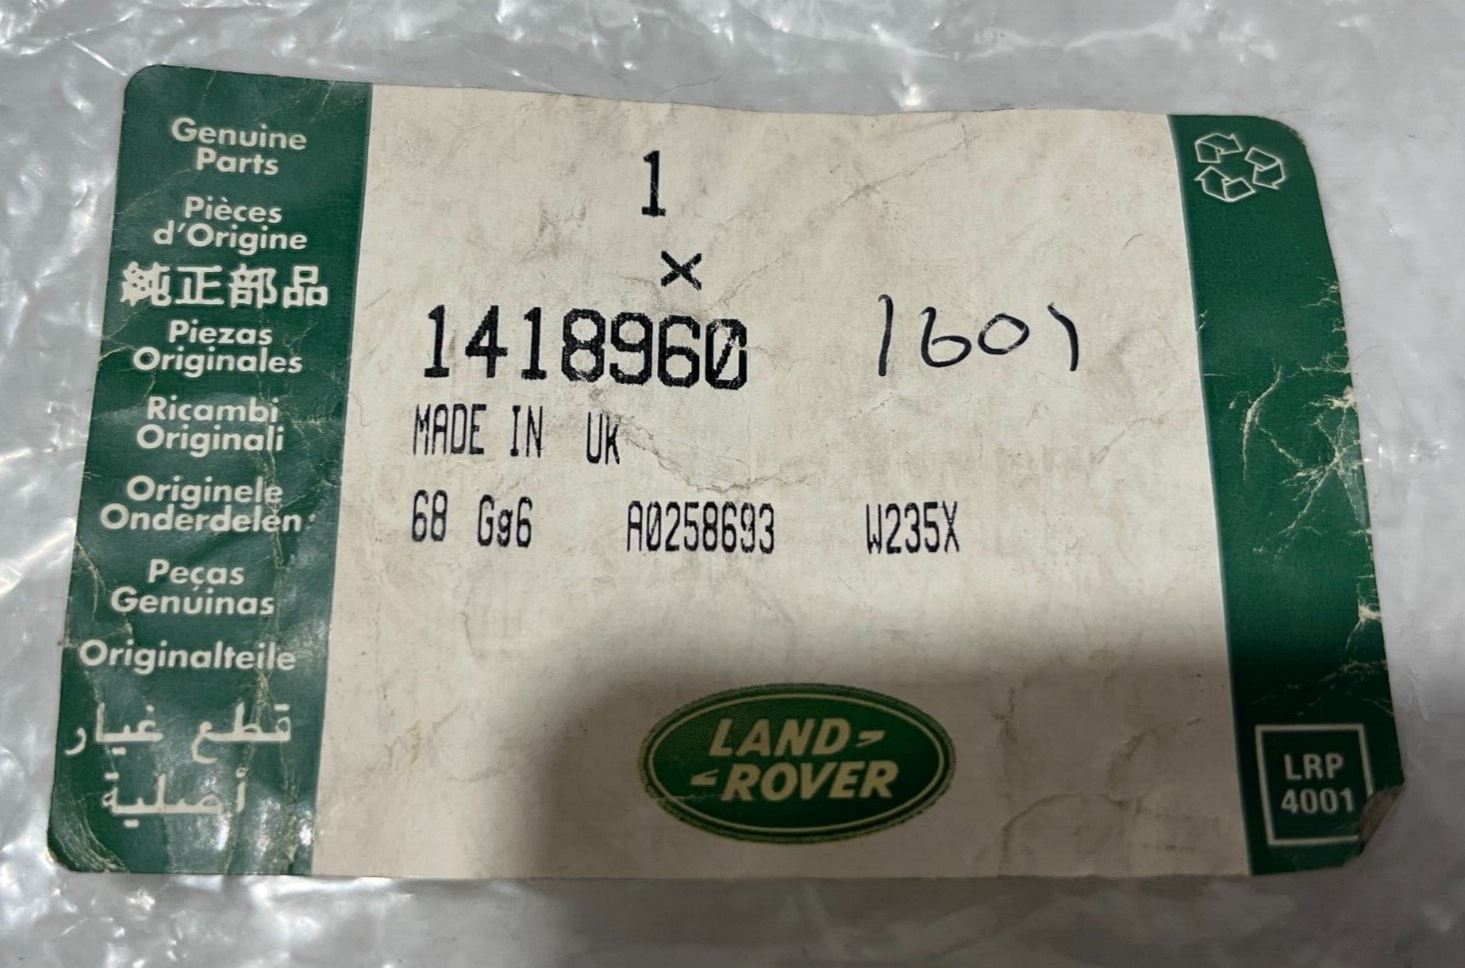 Genuine
Parts
Pièces
d'Origine
純正部品
Piezas
Originales
Ricambi
Originali
Originele
Onderdelen
Peças
Genuinas
Originalteile
قطع غيار
أصلية
1
x
1418960 1601
MADE IN UK
68 Gg6 A0258693 W235X
LAND-
-ROVER
LRP
4001